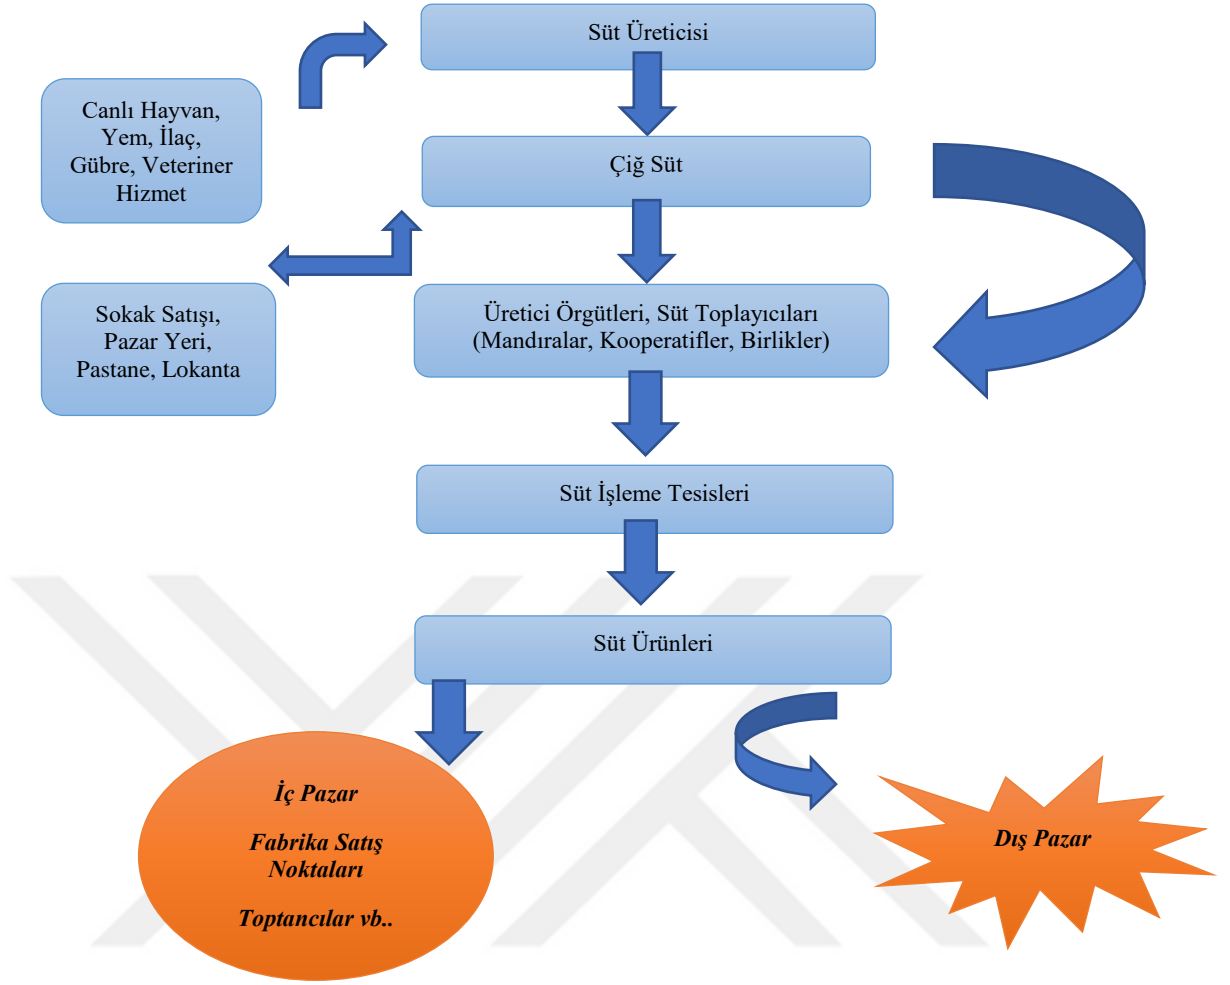 Süt Üreticisi
Canlı Hayvan,
Yem, İlaç,
Gübre, Veteriner
Hizmet
Çiğ Süt
Sokak Satışı,
Pazar Yeri,
Pastane, Lokanta
Üretici Örgütleri, Süt Toplayıcıları
(Mandıralar, Kooperatifler, Birlikler)
Süt İşleme Tesisleri
Süt Ürünleri
İç Pazar
Fabrika Satış
Noktaları
Toptancılar vb..
Dış Pazar